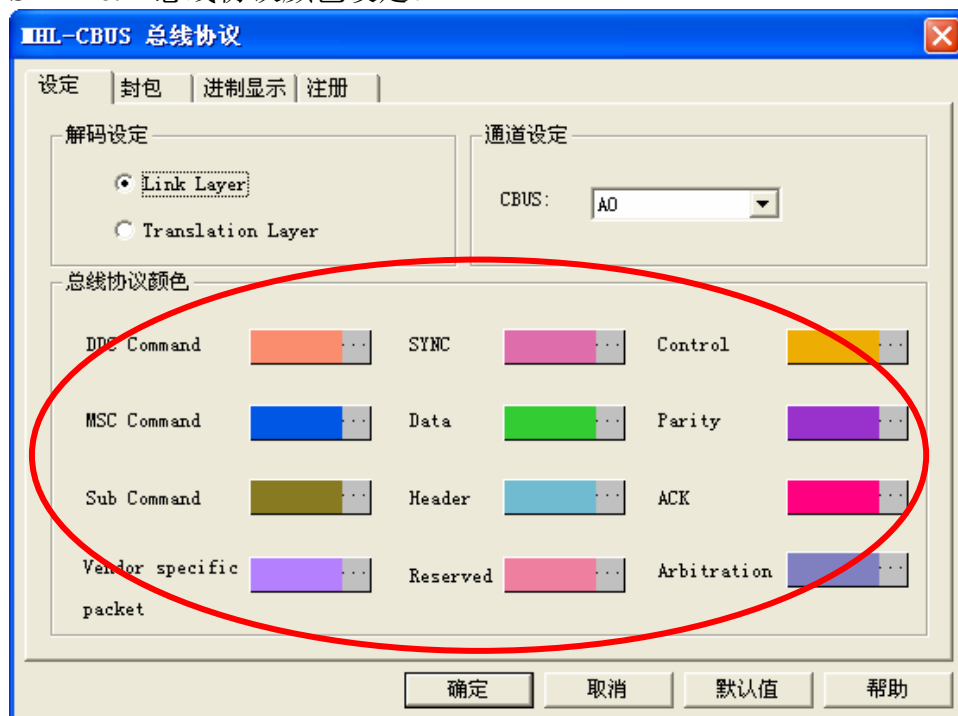 MHL-CBUS 总线协议
设定 封包 进制显示 注册
解码设定
Link Layer
Translation Layer
通道设定
CBUS: A0
总线协议颜色
DDC Command ... SYNC ... Control ...
MSC Command ... Data ... Parity ...
Sub Command ... Header ... ACK ...
Vendor specific packet ... Reserved ... Arbitration ...
确定 取消 默认值 帮助